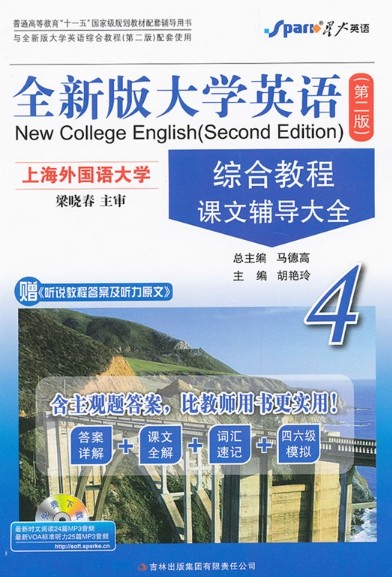 普通高等教育"十一五"国家级规划教材配套辅导用书
与全新版大学英语综合教程(第二版)配套使用
Spark星火英语
全新版大学英语
(第二版)
New College English(Second Edition)
上海外国语大学
梁晓春 主审
综合教程
课文辅导大全
总主编 马德高
主 编 胡艳玲
赠《听说教程答案及听力原文》
4
含主观题答案，比教师用书更实用!
答案详解+课文全解+词汇速记+四六级模拟
最新时文阅读24篇MP3音频
最新VOA标准听力25篇MP3音频
http://soft.sparke.cn
吉林出版集团有限责任公司